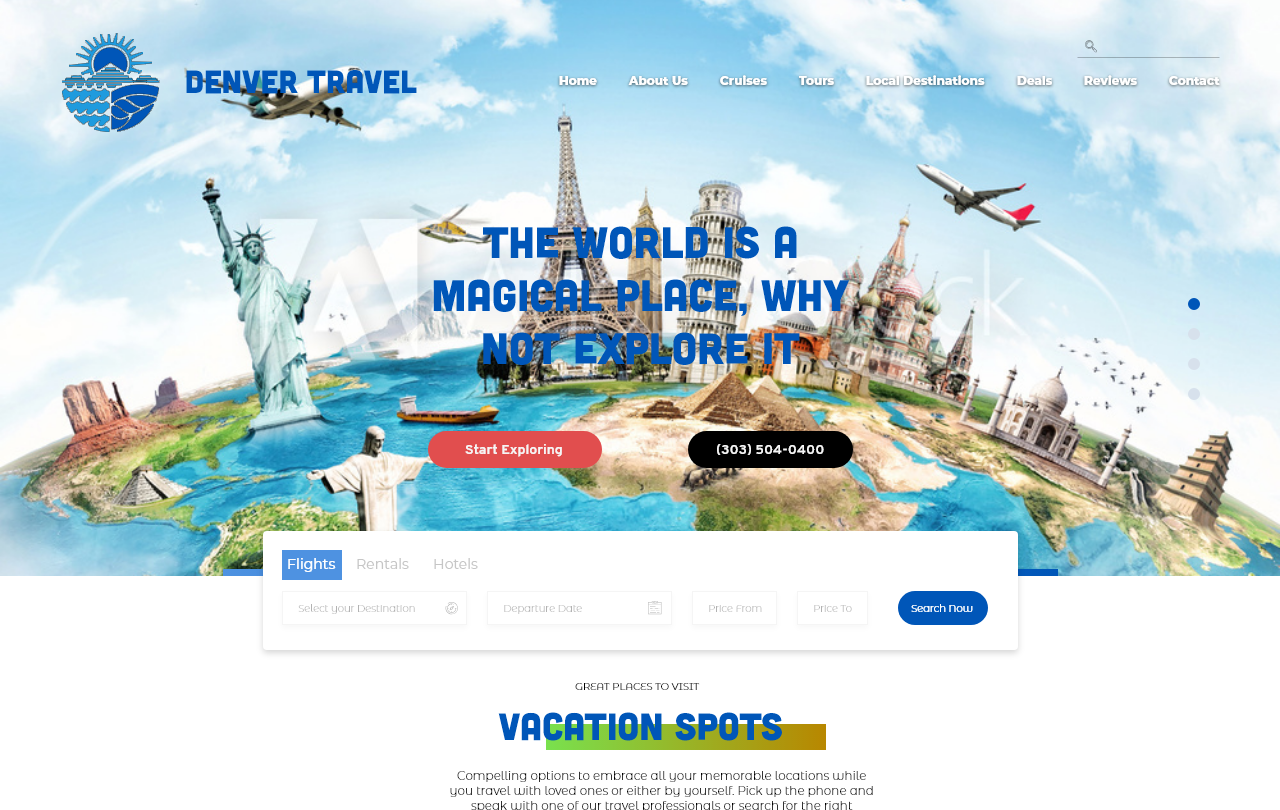 DENVER TRAVEL
Home About Us Cruises Tours Local Destinations Deals Reviews Contact
THE WORLD IS A
MAGICAL PLACE, WHY
NOT EXPLORE IT
Start Exploring (303) 504-0400
Flights Rentals Hotels
Select your Destination Departure Date Price From Price To Search Now
GREAT PLACES TO VISIT
VACATION SPOTS
Compelling options to embrace all your memorable locations while
you travel with loved ones or either by yourself. Pick up the phone and
speak with one of our travel professionals or search for the right